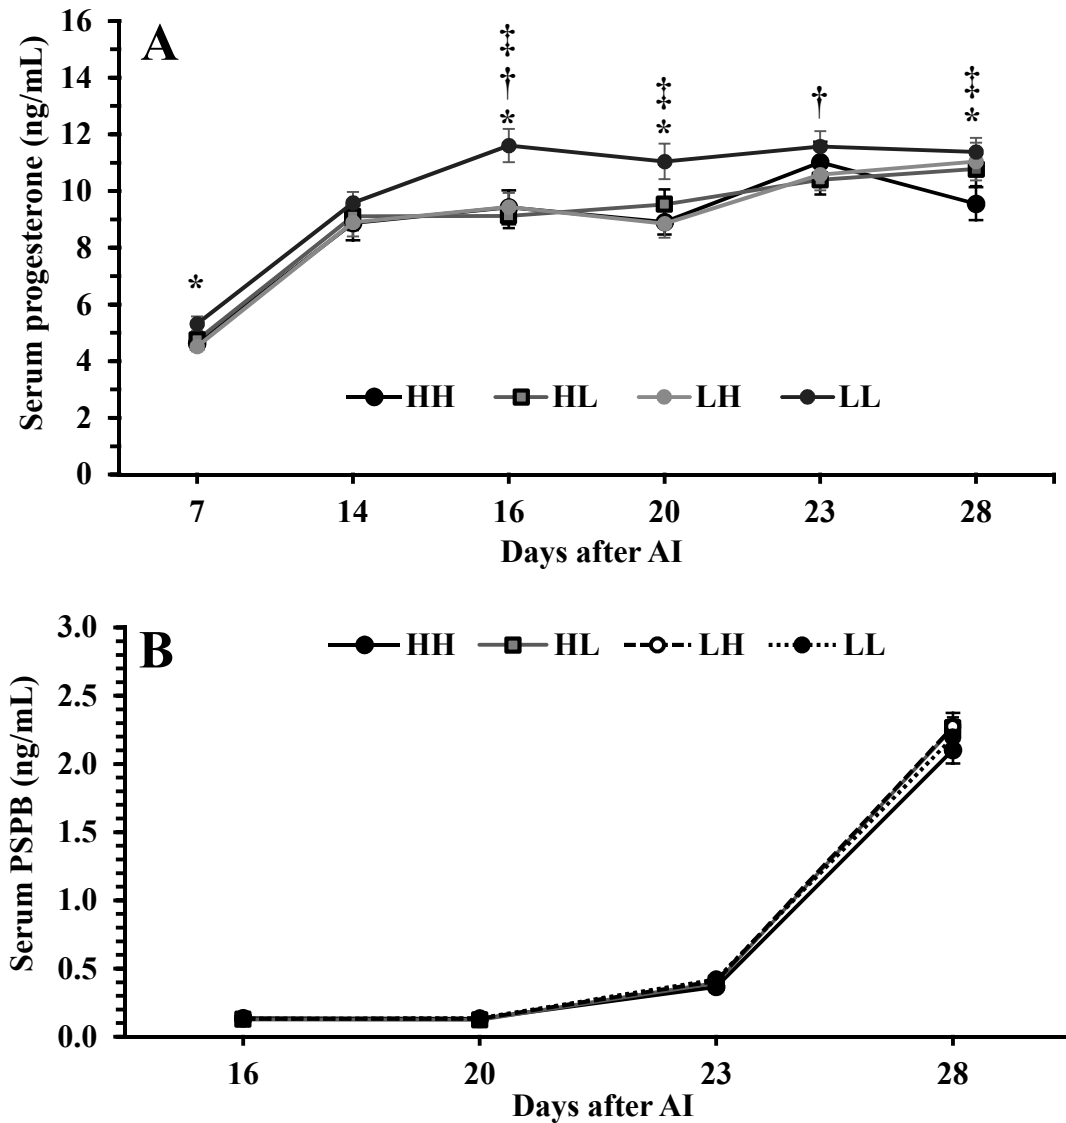 A
Serum progesterone (ng/mL)
16
14
12
10
8
6
4
2
0
*
‡
†
*
‡
*
†
‡
*
HH HL LH LL
7 14 16 20 23 28
Days after AI
B
Serum PSPB (ng/mL)
3.0
2.5
2.0
1.5
1.0
0.5
0.0
HH HL LH LL
16 20 23 28
Days after AI